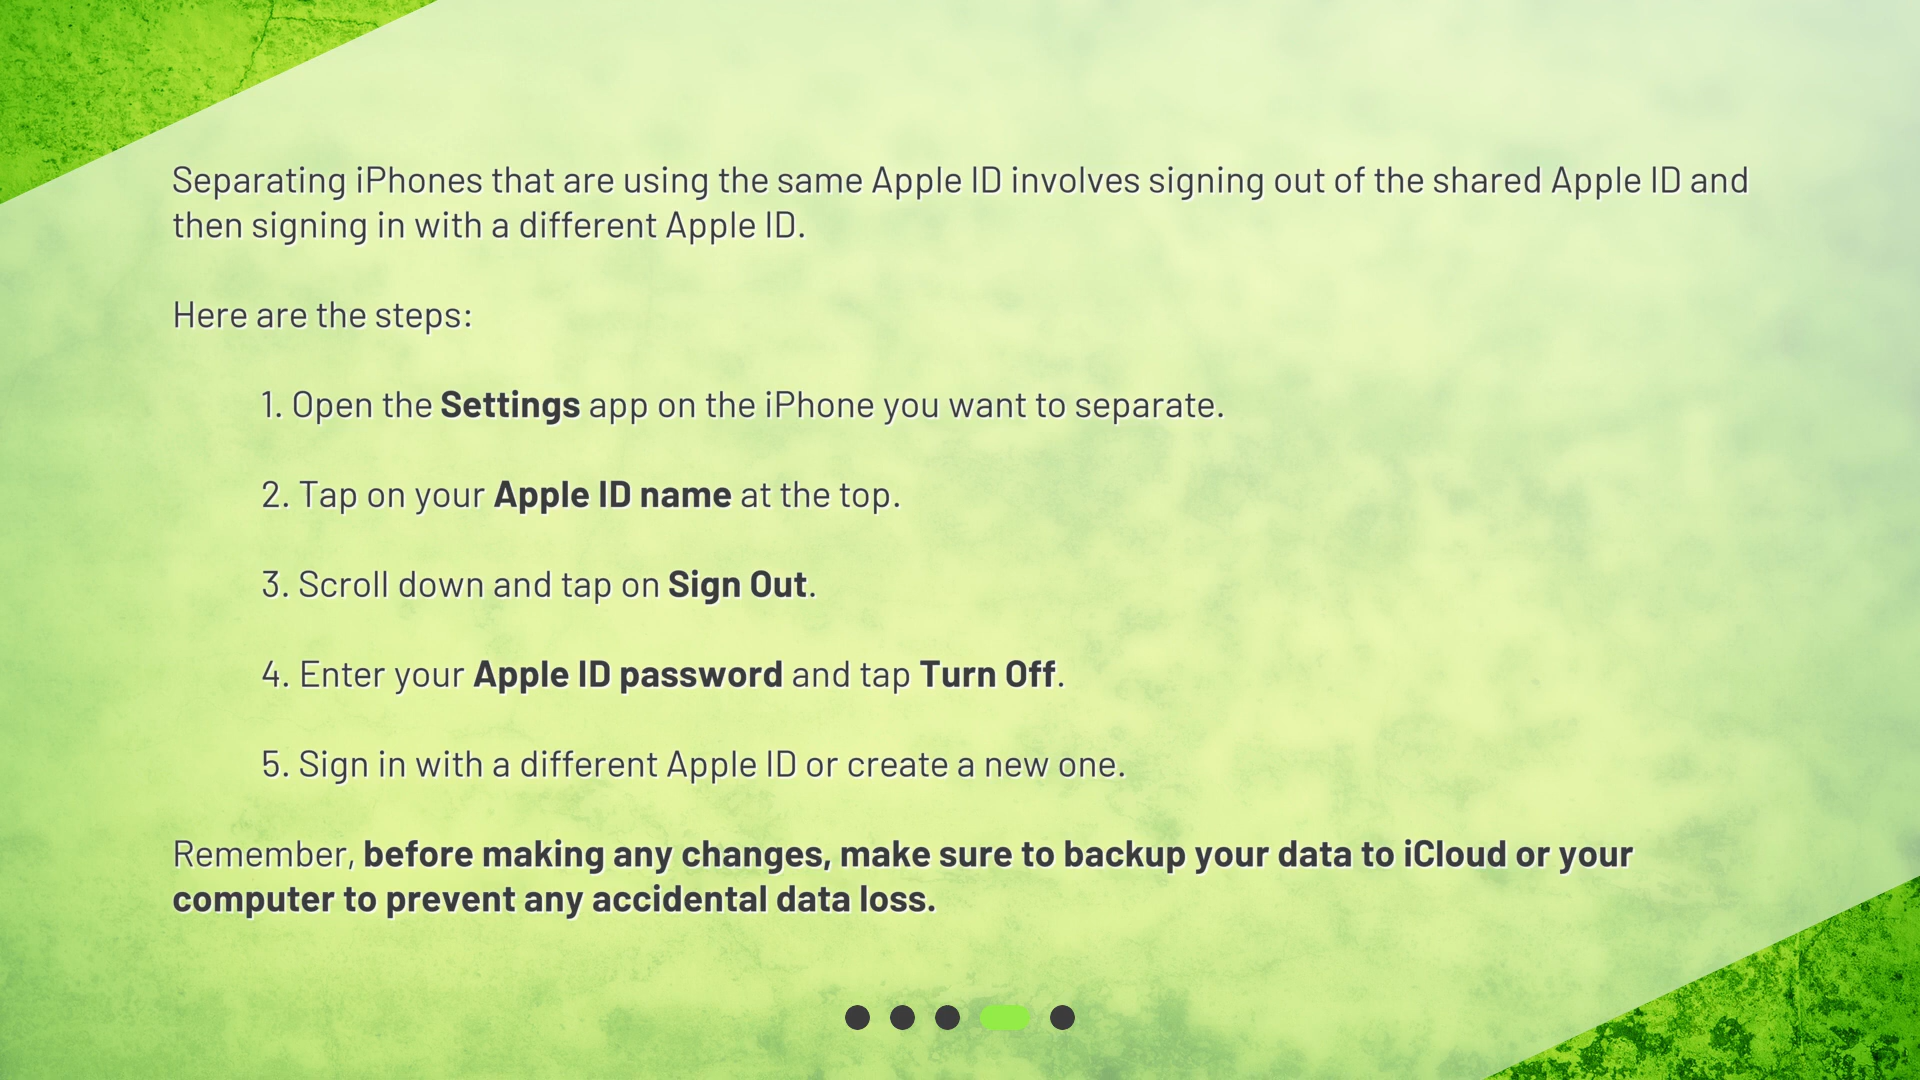 Separating iPhones that are using the same Apple ID involves signing out of the shared Apple ID and
then signing in with a different Apple ID.
Here are the steps:
1. Open the Settings app on the iPhone you want to separate.
2. Tap on your Apple ID name at the top.
3. Scroll down and tap on Sign Out.
4. Enter your Apple ID password and tap Turn Off.
5. Sign in with a different Apple ID or create a new one.
Remember, before making any changes, make sure to backup your data to iCloud or your
computer to prevent any accidental data loss.